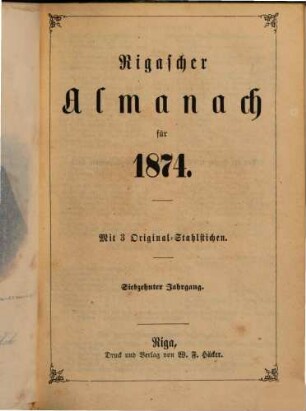 Rigascher
Almanach
für
1874.
Mit 3 Original-Stahlstichen.
Siebzehnter Jahrgang.
Riga,
Druck und Verlag von W. F. Häcker.